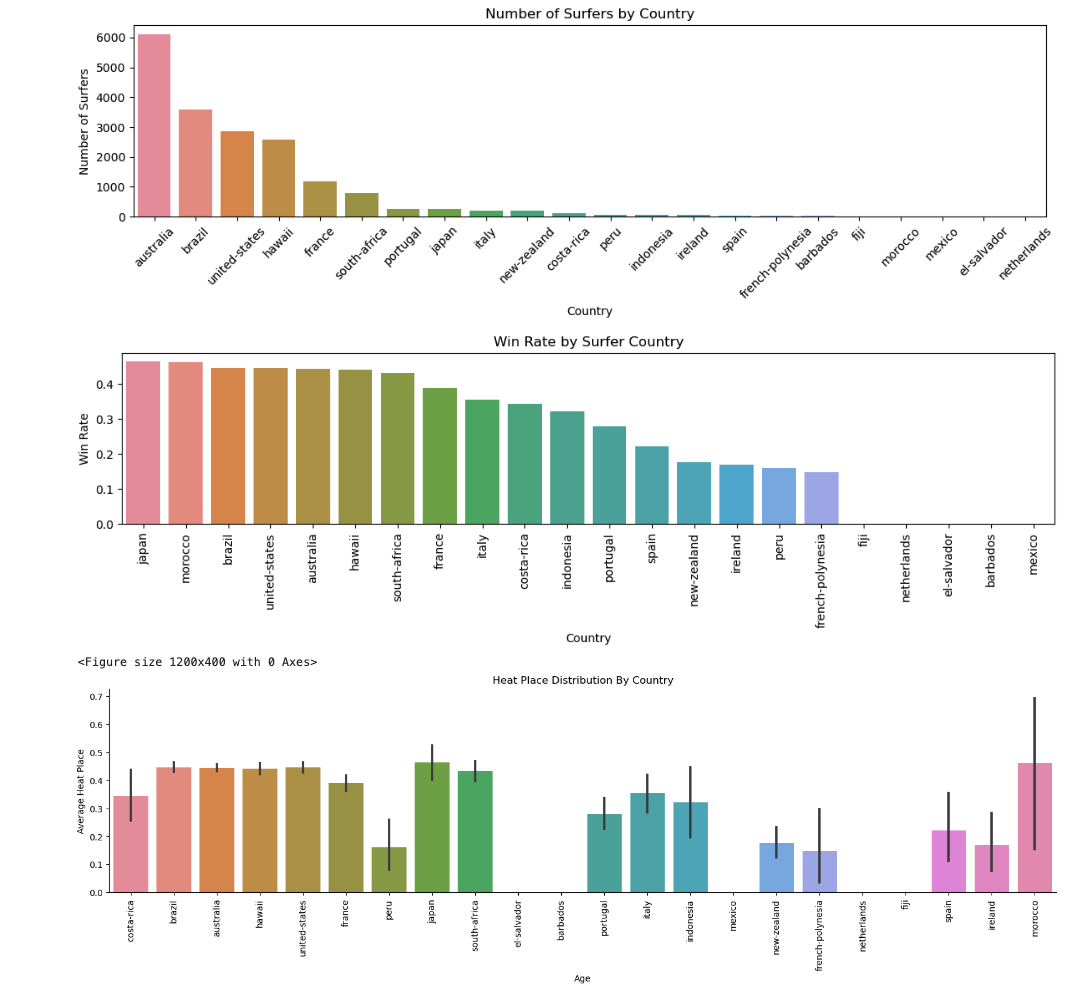 Number of Surfers by Country
Number of Surfers
6000
5000
4000
3000
2000
1000
0
australia
brazil
united-states
hawaii
france
south-africa
portugal
japan
italy
new-zealand
costa-rica
peru
indonesia
ireland
spain
french-polynesia
barbados
fiji
morocco
mexico
el-salvador
netherlands
Country
Win Rate by Surfer Country
Win Rate
0.4
0.3
0.2
0.1
0.0
japan
morocco
brazil
united-states
australia
hawaii
south-africa
france
italy
costa-rica
indonesia
portugal
spain
new-zealand
ireland
peru
french-polynesia
fiji
netherlands
el-salvador
barbados
mexico
Country
<Figure size 1200x400 with 0 Axes>
Heat Place Distribution By Country
Average Heat Place
0.7
0.6
0.5
0.4
0.3
0.2
0.1
0.0
costa-rica
brazil
australia
hawaii
united-states
france
peru
japan
south-africa
el-salvador
barbados
portugal
italy
indonesia
mexico
new-zealand
french-polynesia
netherlands
fiji
spain
ireland
morocco
Age